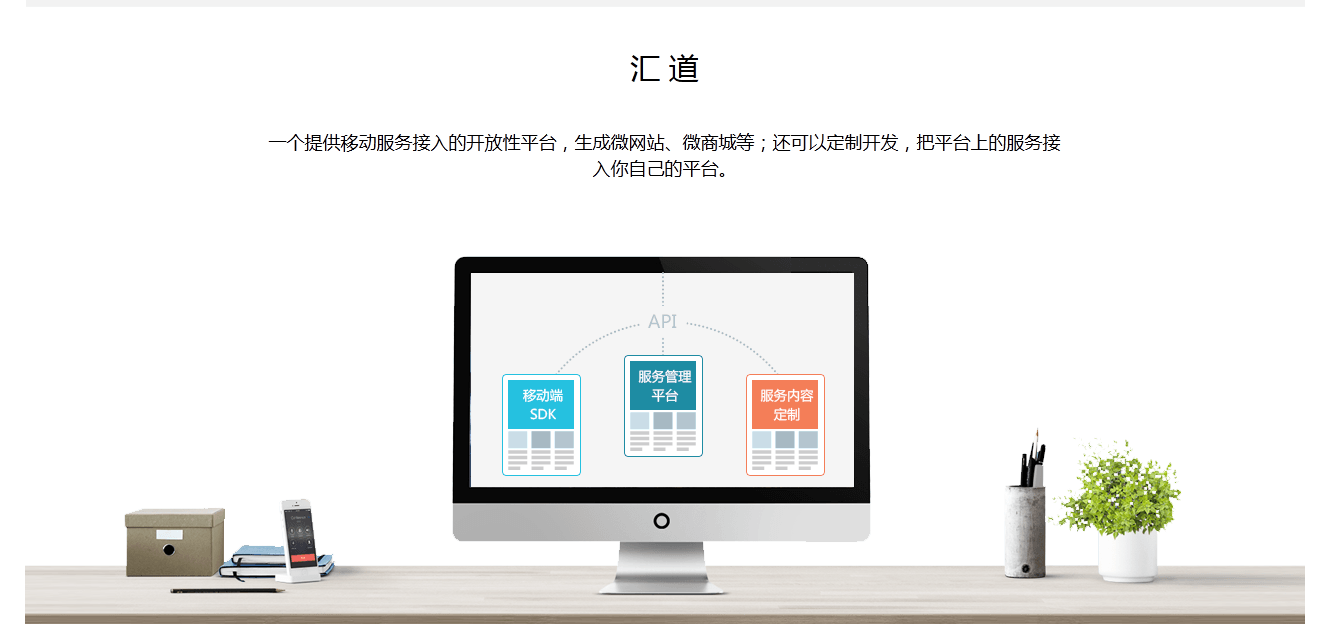 汇道
一个提供移动服务接入的开放性平台，生成微网站、微商城等；还可以定制开发，把平台上的服务接
入你自己的平台。
API
移动端
SDK
服务管理
平台
服务内容
定制